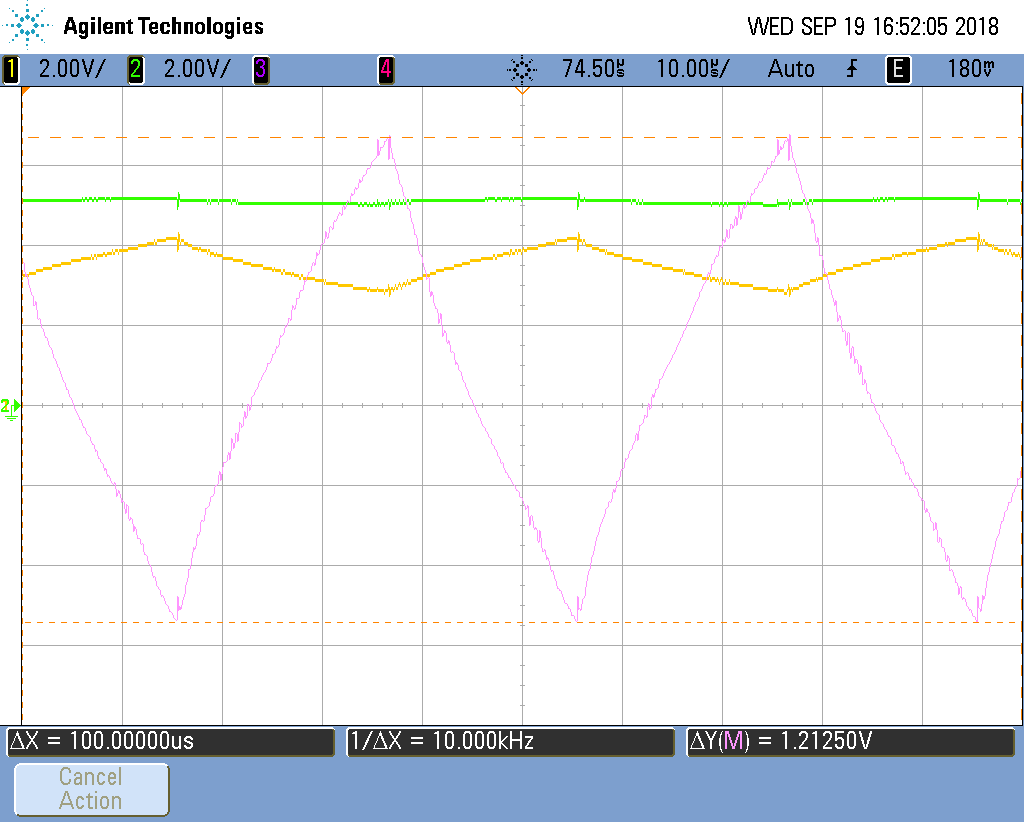 Agilent Technologies WED SEP 19 16:52:05 2018
1 2.00V/ 2 2.00V/ 3 4 74.50µs 10.00µs/ Auto E 180mV
2
ΔX = 100.00000us 1/ΔX = 10.000kHz ΔY(M) = 1.21250V
Cancel
Action